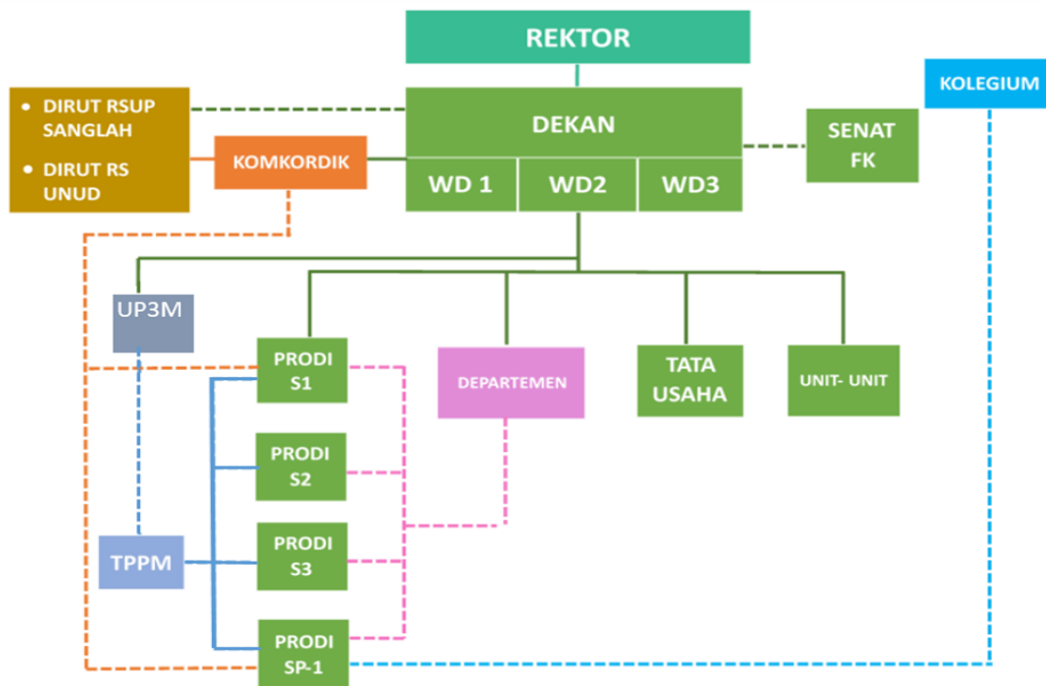 REKTOR
KOLEGIUM
• DIRUT RSUP
SANGLAH
• DIRUT RS
UNUD
KOMKORDIK
DEKAN
WD 1
WD2
WD3
SENAT
FK
UP3M
PRODI
S1
DEPARTEMEN
TATA
USAHA
UNIT- UNIT
PRODI
S2
TPPM
PRODI
S3
PRODI
SP-1